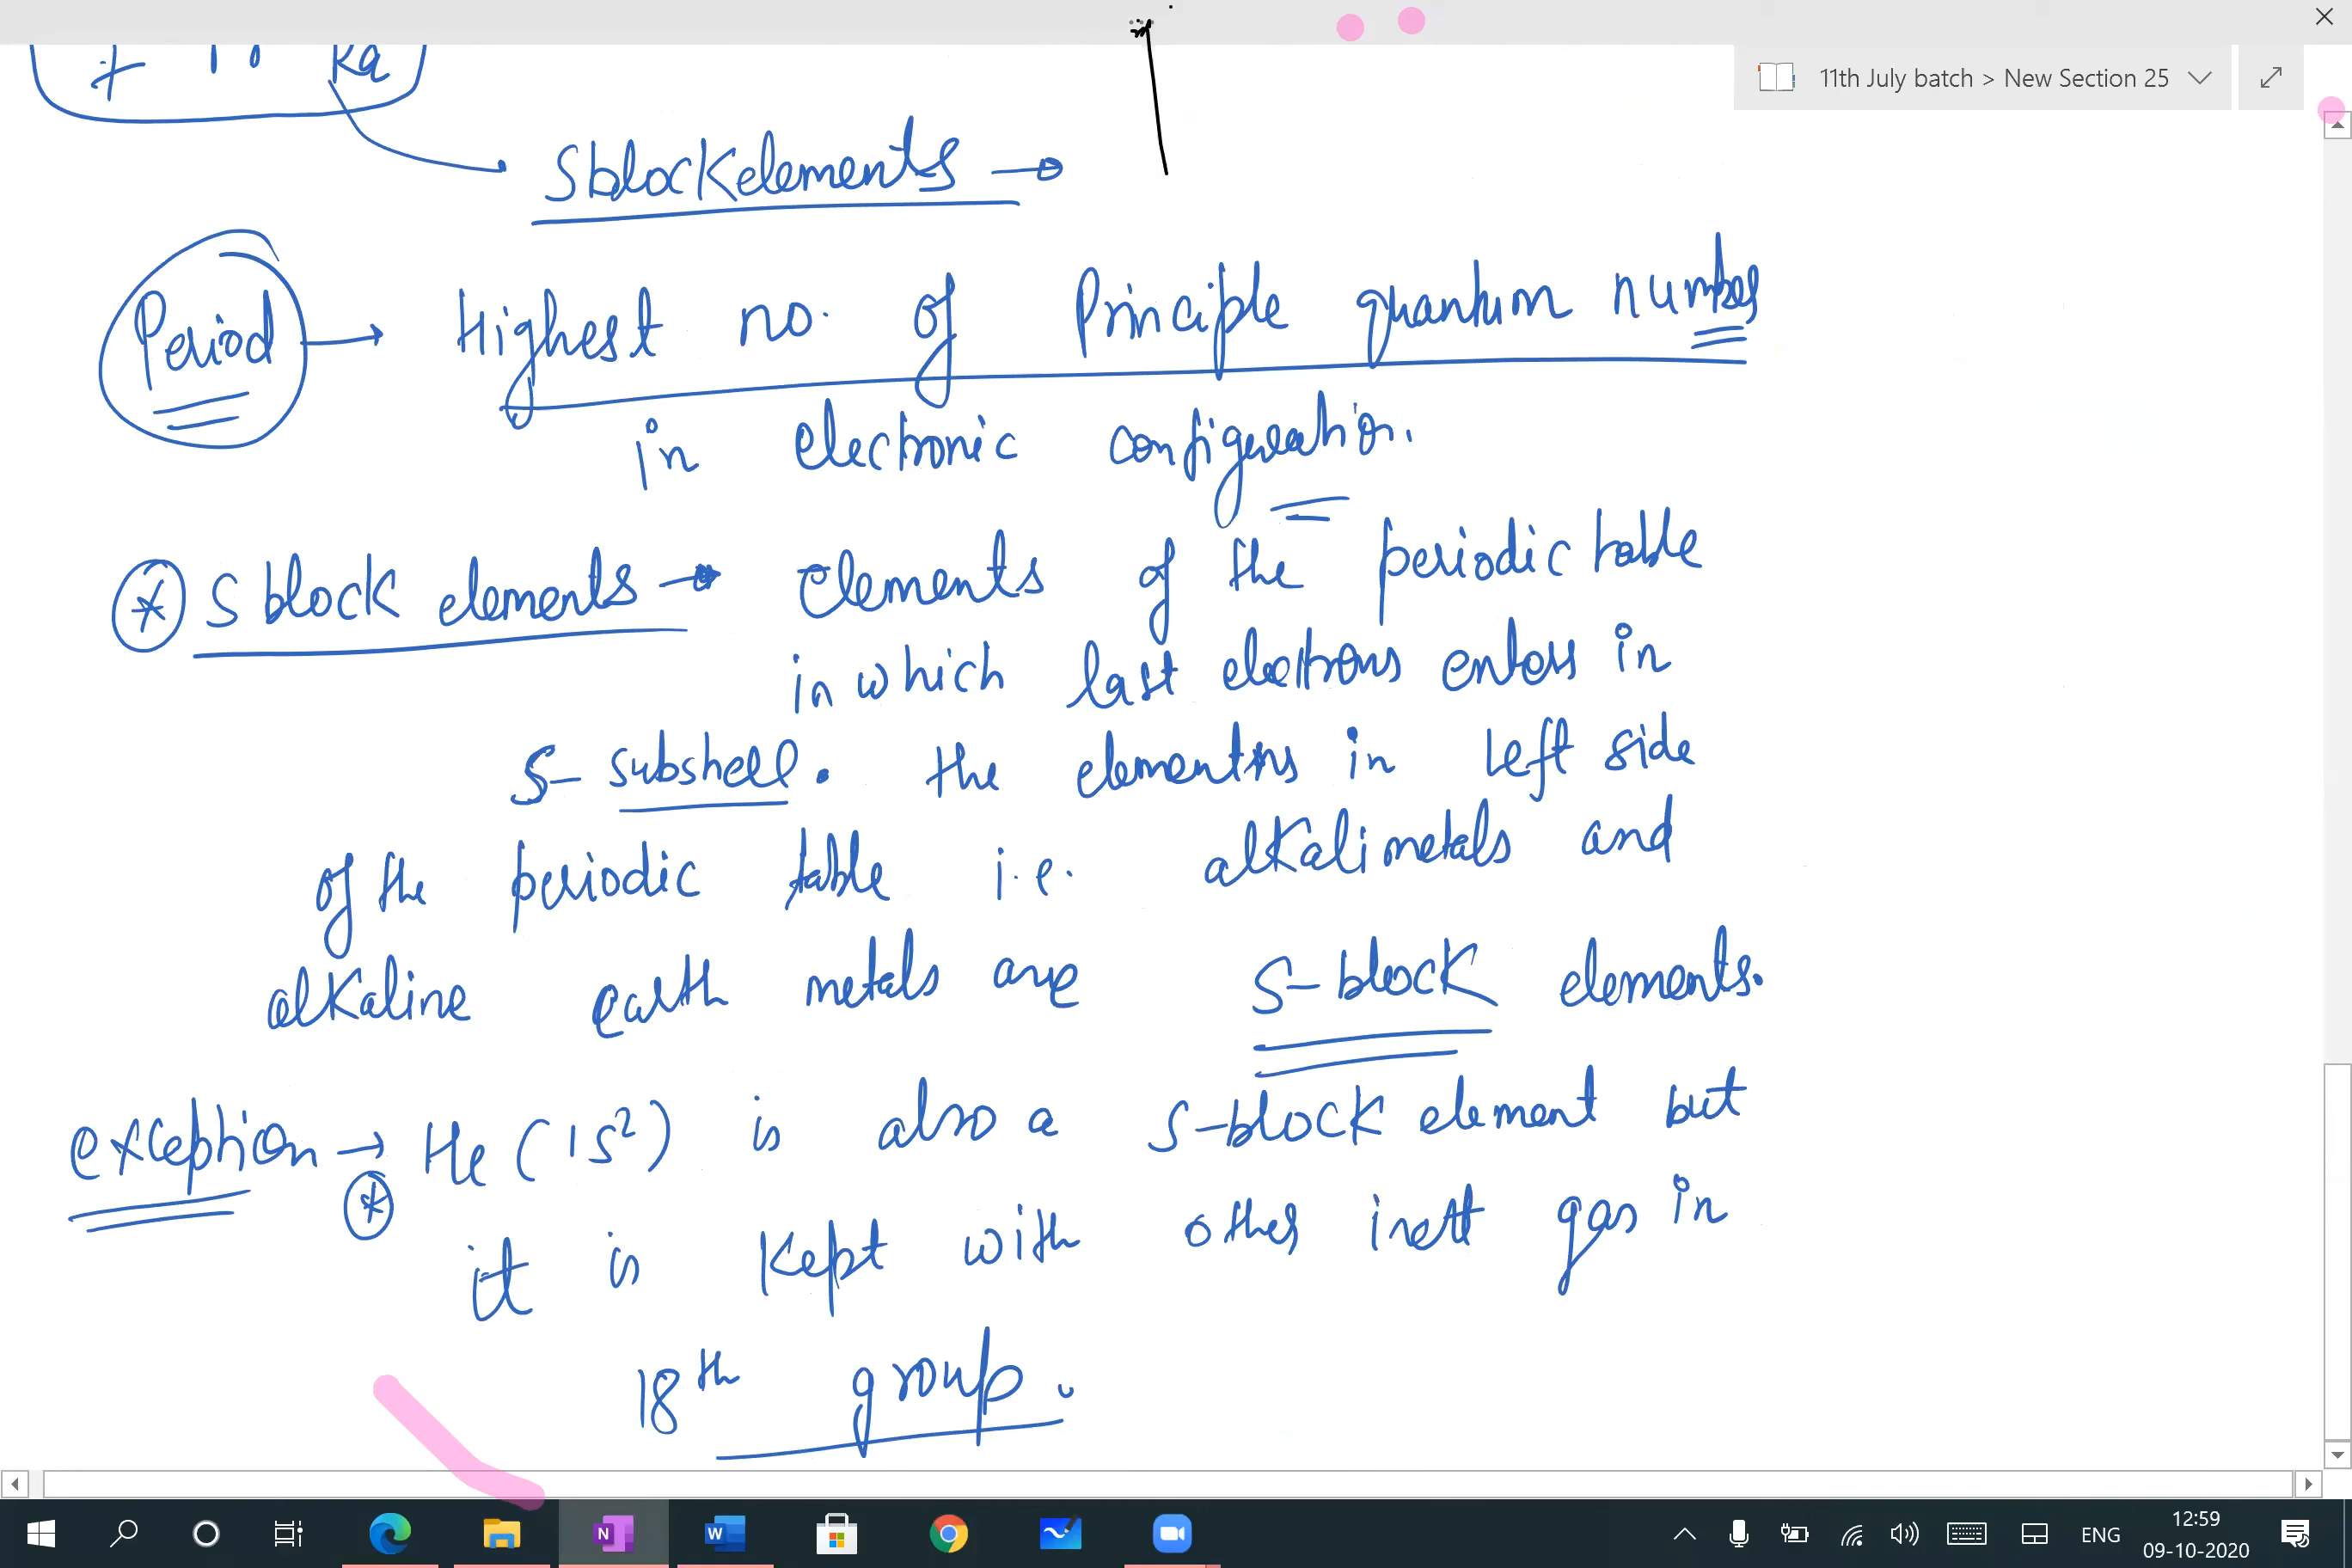 11th July batch > New Section 25
S block elements →
Period → Highest no. of Principle quantum number
in electronic configuration.
* S block elements → elements of the periodic table
in which last electrons enters in
S- subshell. the elements in left side
of the periodic table i.e. alkali metals and
alkaline earth metals are S-block elements.
exception → He (1s²) is also a S-block element but
* it is kept with other inert gas in
18th group.
N W
ENG
12:59
09-10-2020